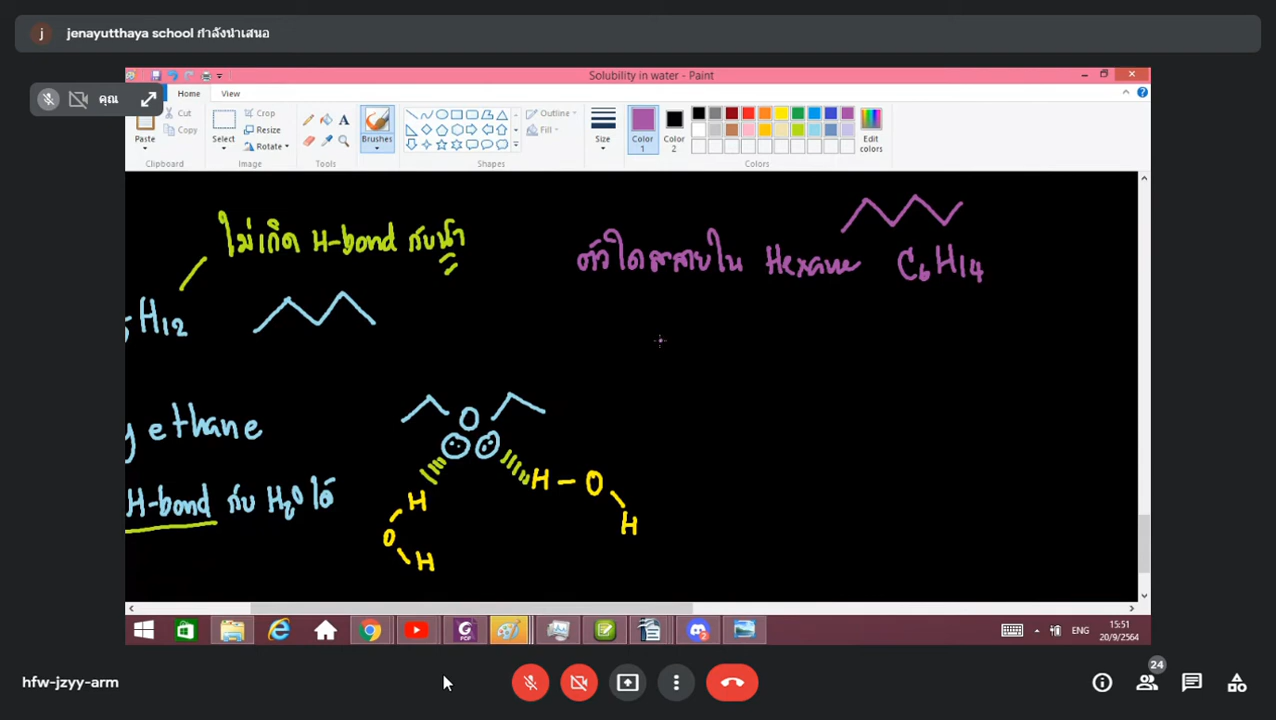 j jenayutthaya school กำลังนำเสนอ
Solubility in water - Paint
คุณ
Home View
Paste
Cut
Copy
Clipboard
Select
Crop
Resize
Rotate
Image
A
Tools
Brushes
Outline
Fill
Shapes
Size
Color
1
Color
2
Edit
colors
Colors
ไม่เกิด H-bond กับน้ำ
H12
ตัวใดละลายใน Hexane C6H14
y ethane
H-bond กับ H2O ได้
O
H
O
H
H - O
H
PDF
2
ENG
15:51
20/9/2564
hfw-jzyy-arm
24